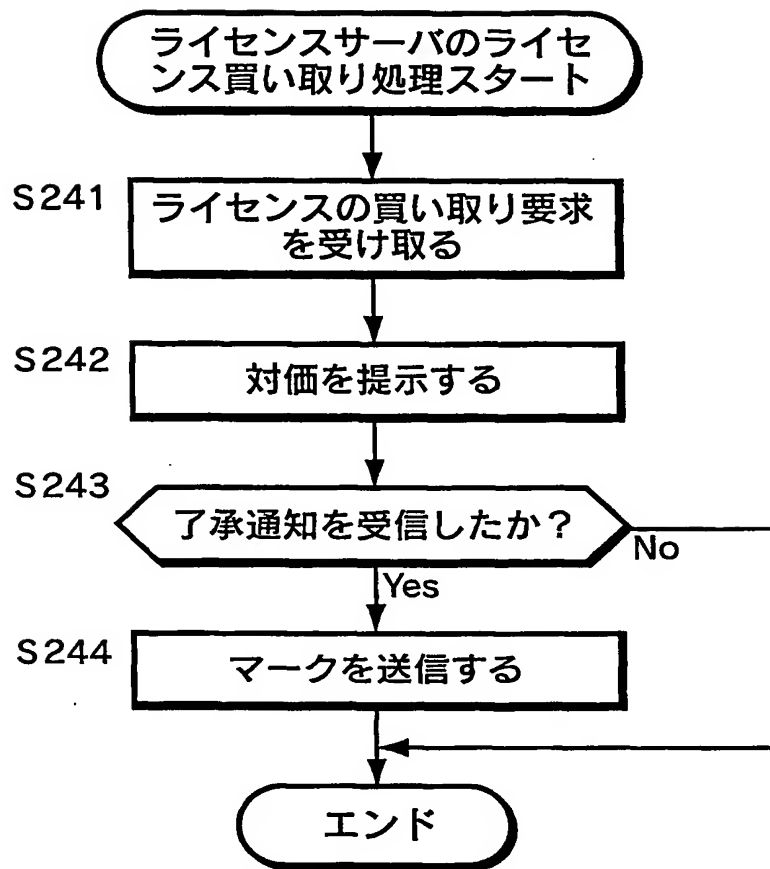 ライセンスサーバのライセ
ンス買い取り処理スタート
S241
ライセンスの買い取り要求
を受け取る
S242
対価を提示する
S243
了承通知を受信したか?
No
Yes
S244
マークを送信する
エンド